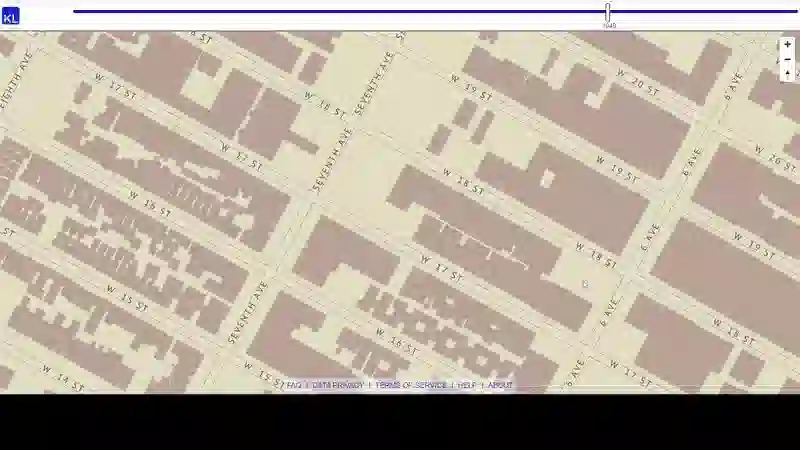 KL
1940
+
−
EIGHTH AVE
W 17 ST
W 18 ST
SEVENTH AVE
W 19 ST
W 20 ST
6 AVE
W 17 ST
SEVENTH AVE
W 18 ST
W 19 ST
6 AVE
W 20 ST
W 16 ST
W 17 ST
W 18 ST
6 AVE
W 19 ST
W 15 ST
SEVENTH AVE
W 16 ST
6 AVE
W 18 ST
W 14 ST
W 15 ST
6 AVE
W 17 ST
FAQ | DATA PRIVACY | TERMS OF SERVICE | HELP | ABOUT